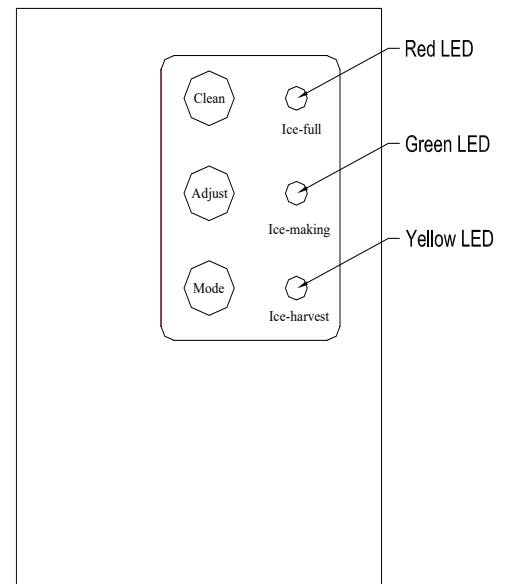 Red LED
Clean
Ice-full
Green LED
Adjust
Ice-making
Yellow LED
Mode
Ice-harvest